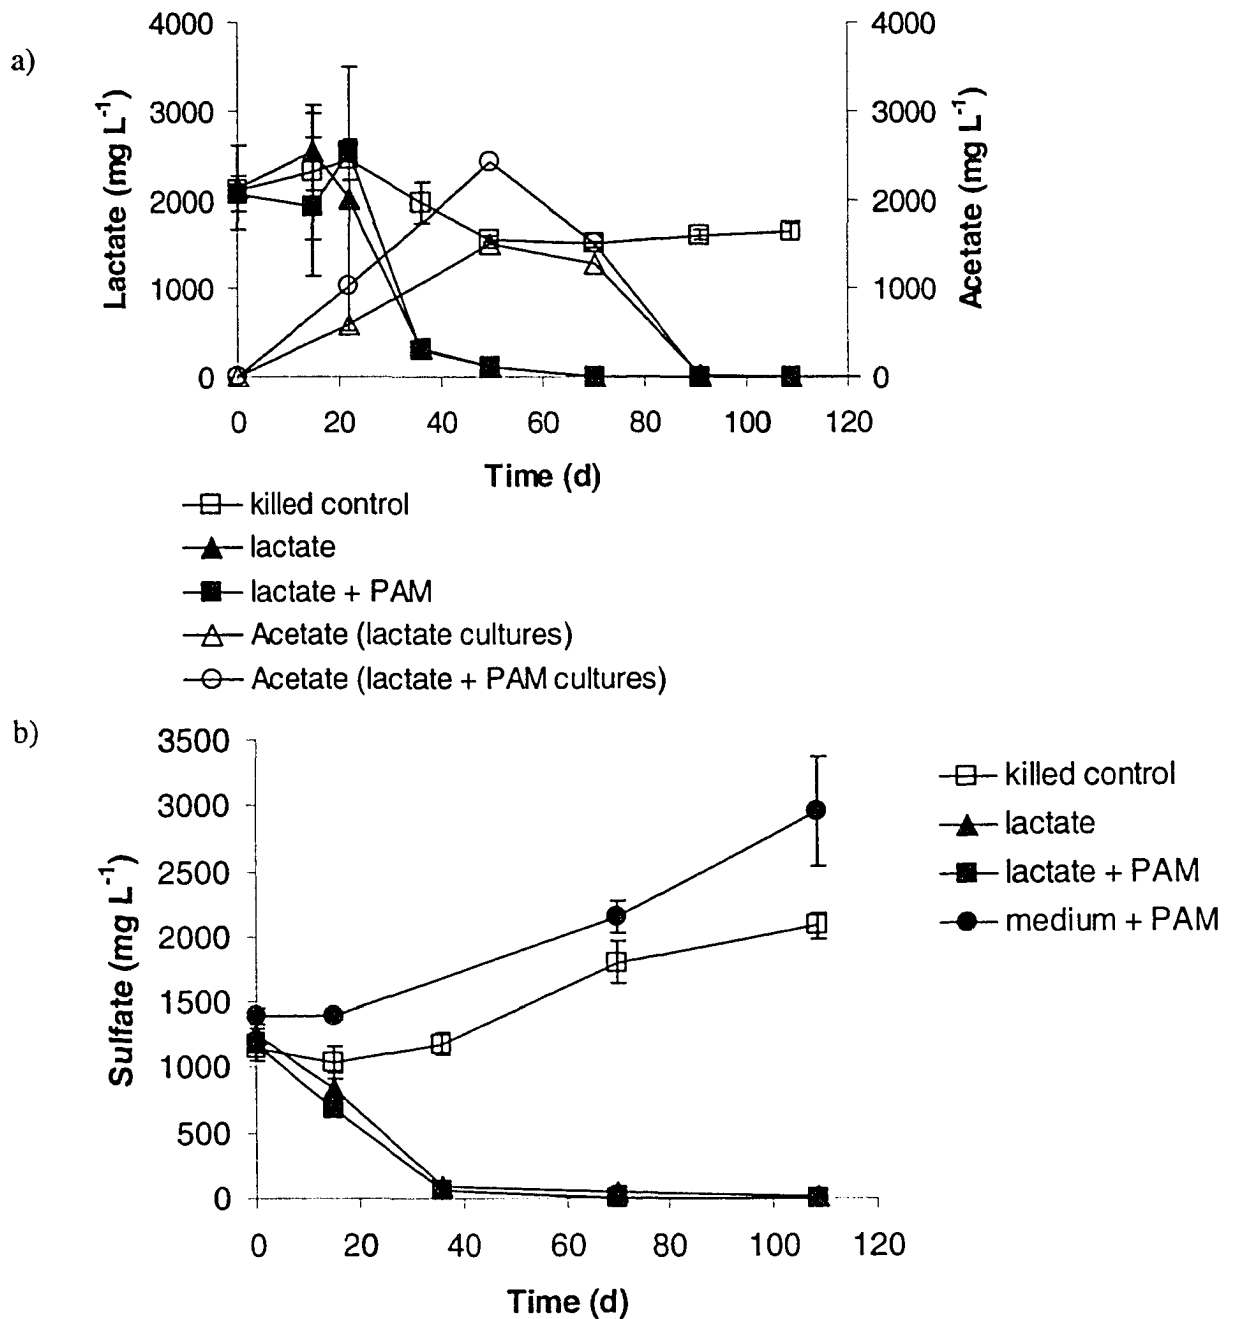 a)
4000
3000
2000
1000
0
Lactate (mg L-1)
4000
3000
2000
1000
0
Acetate (mg L-1)
0 20 40 60 80 100 120
Time (d)
killed control
lactate
lactate + PAM
Acetate (lactate cultures)
Acetate (lactate + PAM cultures)
b)
3500
3000
2500
2000
1500
1000
500
0
Sulfate (mg L-1)
0 20 40 60 80 100 120
Time (d)
killed control
lactate
lactate + PAM
medium + PAM